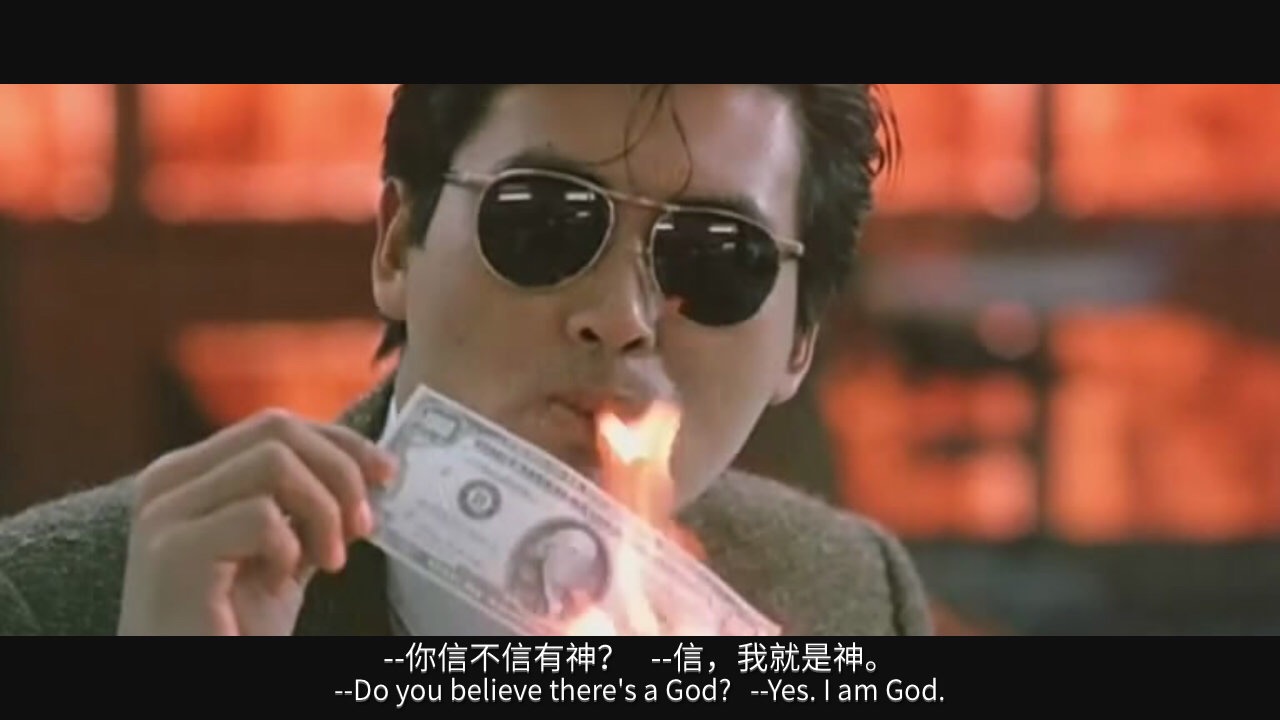 --你信不信有神？ --信，我就是神。
--Do you believe there's a God? --Yes. I am God.